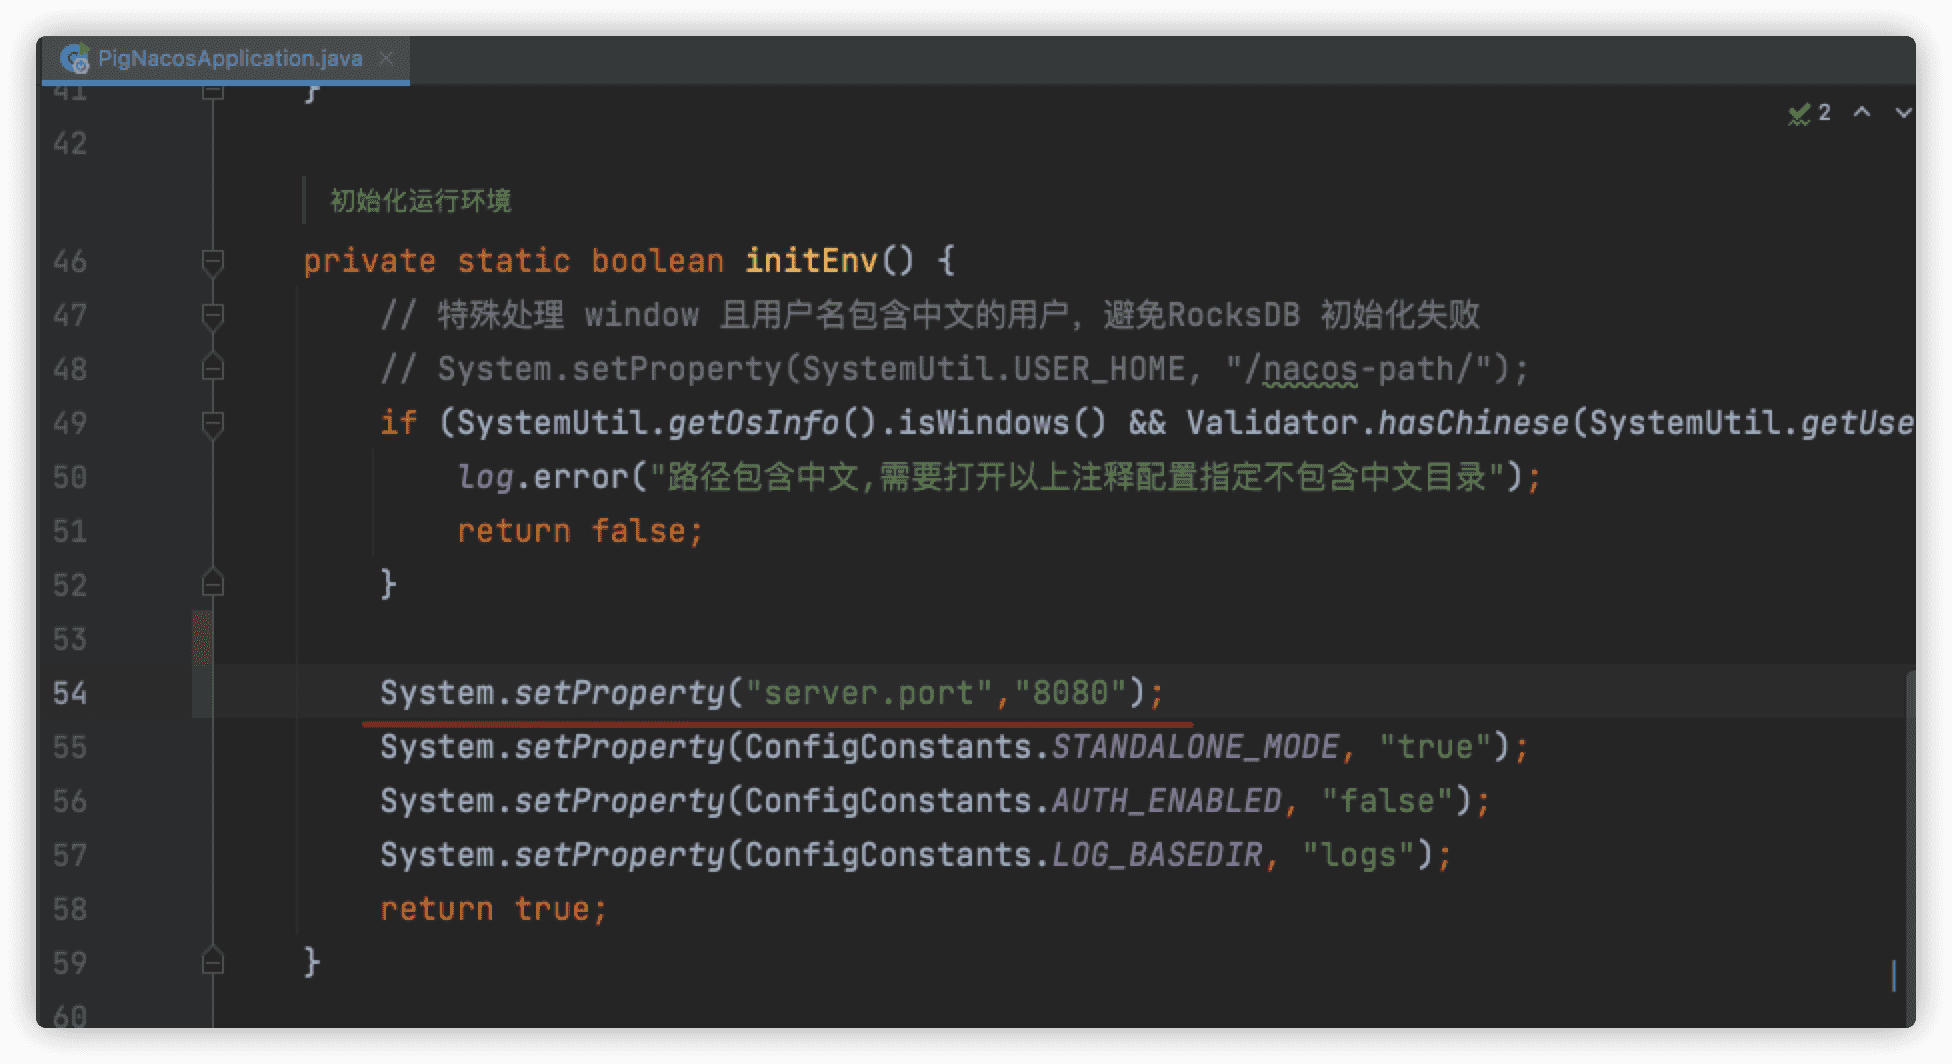 PigNacosApplication.java
41 }
42
2
初始化运行环境
46 private static boolean initEnv() {
47 // 特殊处理 window 且用户名包含中文的用户，避免RocksDB 初始化失败
48 // System.setProperty(SystemUtil.USER_HOME, "/nacos-path/");
49 if (SystemUtil.getOsInfo().isWindows() && Validator.hasChinese(SystemUtil.getUse
50 log.error("路径包含中文,需要打开以上注释配置指定不包含中文目录");
51 return false;
52 }
53
54 System.setProperty("server.port","8080");
55 System.setProperty(ConfigConstants.STANDALONE_MODE, "true");
56 System.setProperty(ConfigConstants.AUTH_ENABLED, "false");
57 System.setProperty(ConfigConstants.LOG_BASEDIR, "logs");
58 return true;
59 }
60